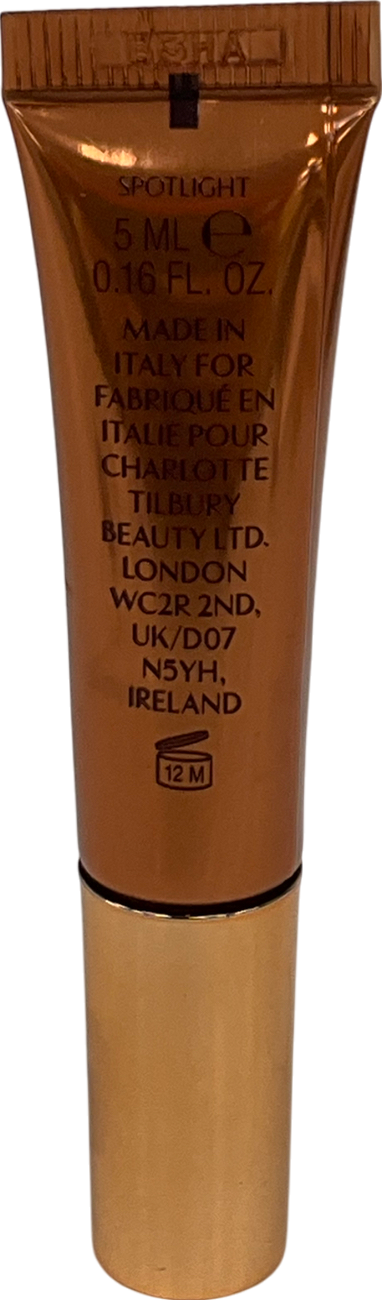 SPOTLIGHT
5 ML e
0.16 FL. OZ.
MADE IN
ITALY FOR
FABRIQUÉ EN
ITALIE POUR
CHARLOTTE
TILBURY
BEAUTY LTD.
LONDON
WC2R 2ND,
UK/D07
N5YH,
IRELAND
12 M